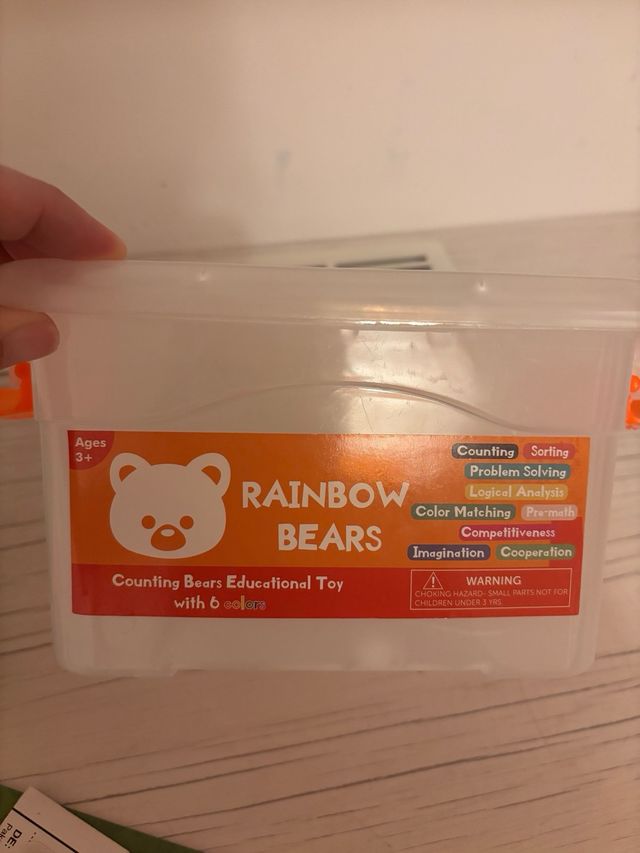 Ages
3+
RAINBOW
BEARS
Counting Bears Educational Toy
with 6 colors
Counting Sorting
Problem Solving
Logical Analysis
Color Matching Pre-math
Competitiveness
Imagination Cooperation
WARNING
CHOKING HAZARD- SMALL PARTS NOT FOR
CHILDREN UNDER 3 YRS.